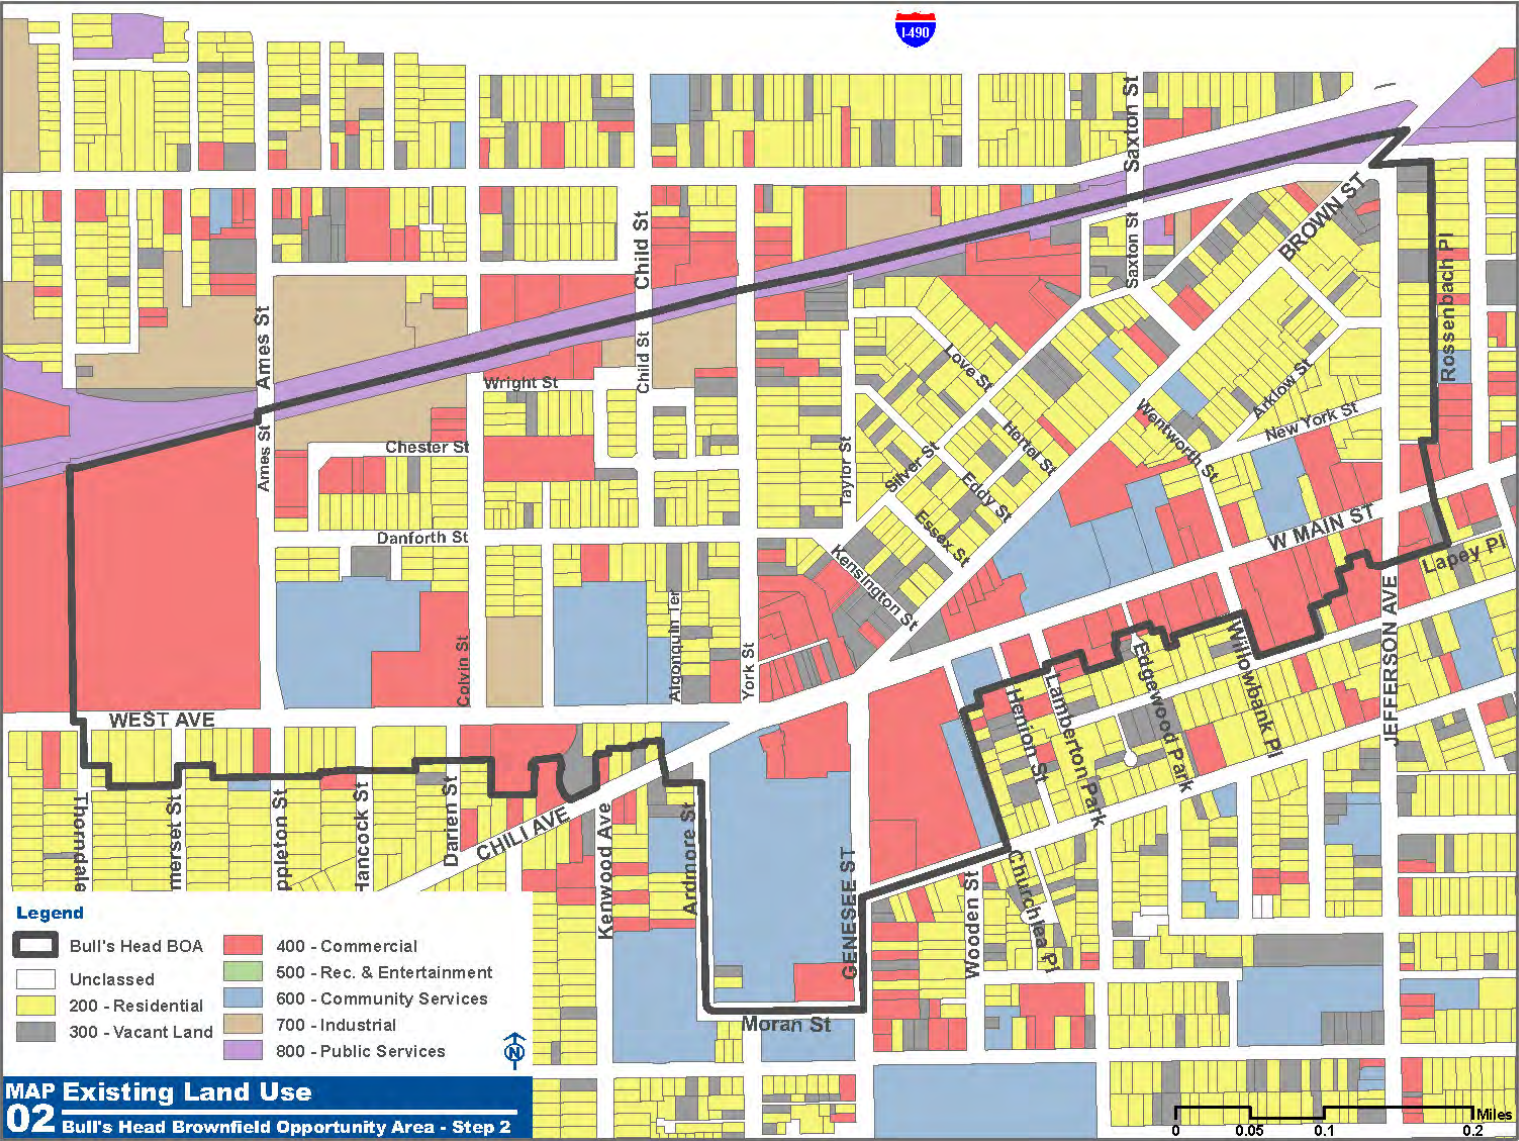 I-490
Saxton St
Saxton St
BROWN ST
Rossenbach Pl
Child St
Child St
Ames St
Ames St
Wright St
Love St
Arklow St
New York St
Wentworth St
Hertel St
Chester St
Taylor St
Silver St
Eddy St
Essex St
Danforth St
Kensington St
W MAIN ST
Lapey Pl
JEFFERSON AVE
Colvin St
Algonquin Ter
York St
WEST AVE
Henion St
Lamberton Park
Edgewood Park
Willowbank Pl
Thorndale
merset St
ppleton St
Hancock St
Darien St
CHILI AVE
Kenwood Ave
Ardmore St
GENESEE ST
Wooden St
Churchlea Pl
Moran St
Legend
Bull's Head BOA
Unclassed
200 - Residential
300 - Vacant Land
400 - Commercial
500 - Rec. & Entertainment
600 - Community Services
700 - Industrial
800 - Public Services
N
MAP 02
Existing Land Use
Bull's Head Brownfield Opportunity Area - Step 2
Miles
0 0.05 0.1 0.2